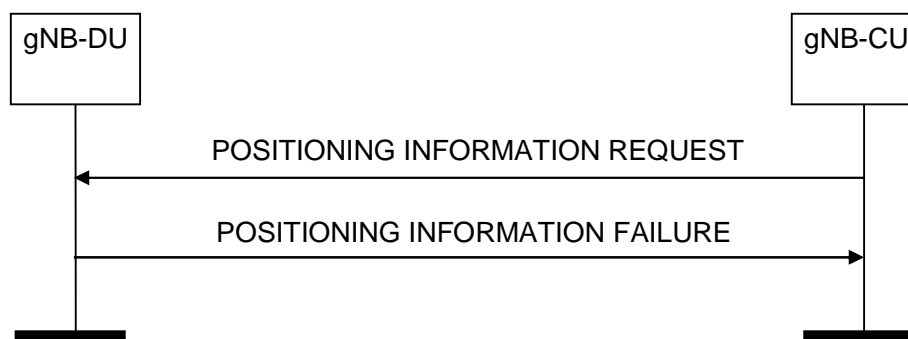 gNB-DU
gNB-CU
POSITIONING INFORMATION REQUEST
POSITIONING INFORMATION FAILURE